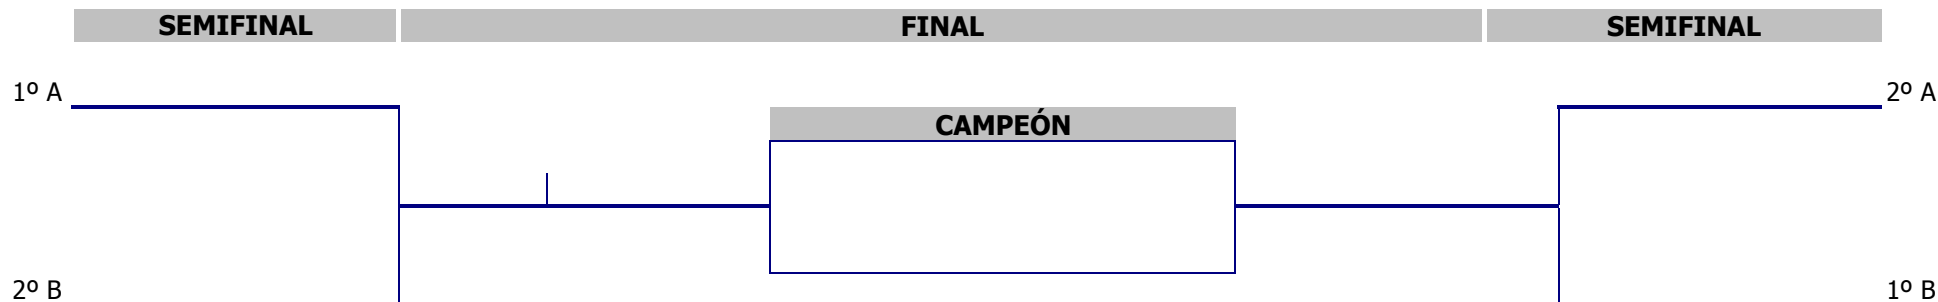 SEMIFINAL FINAL SEMIFINAL
1º A 2º A
CAMPEÓN
2º B 1º B